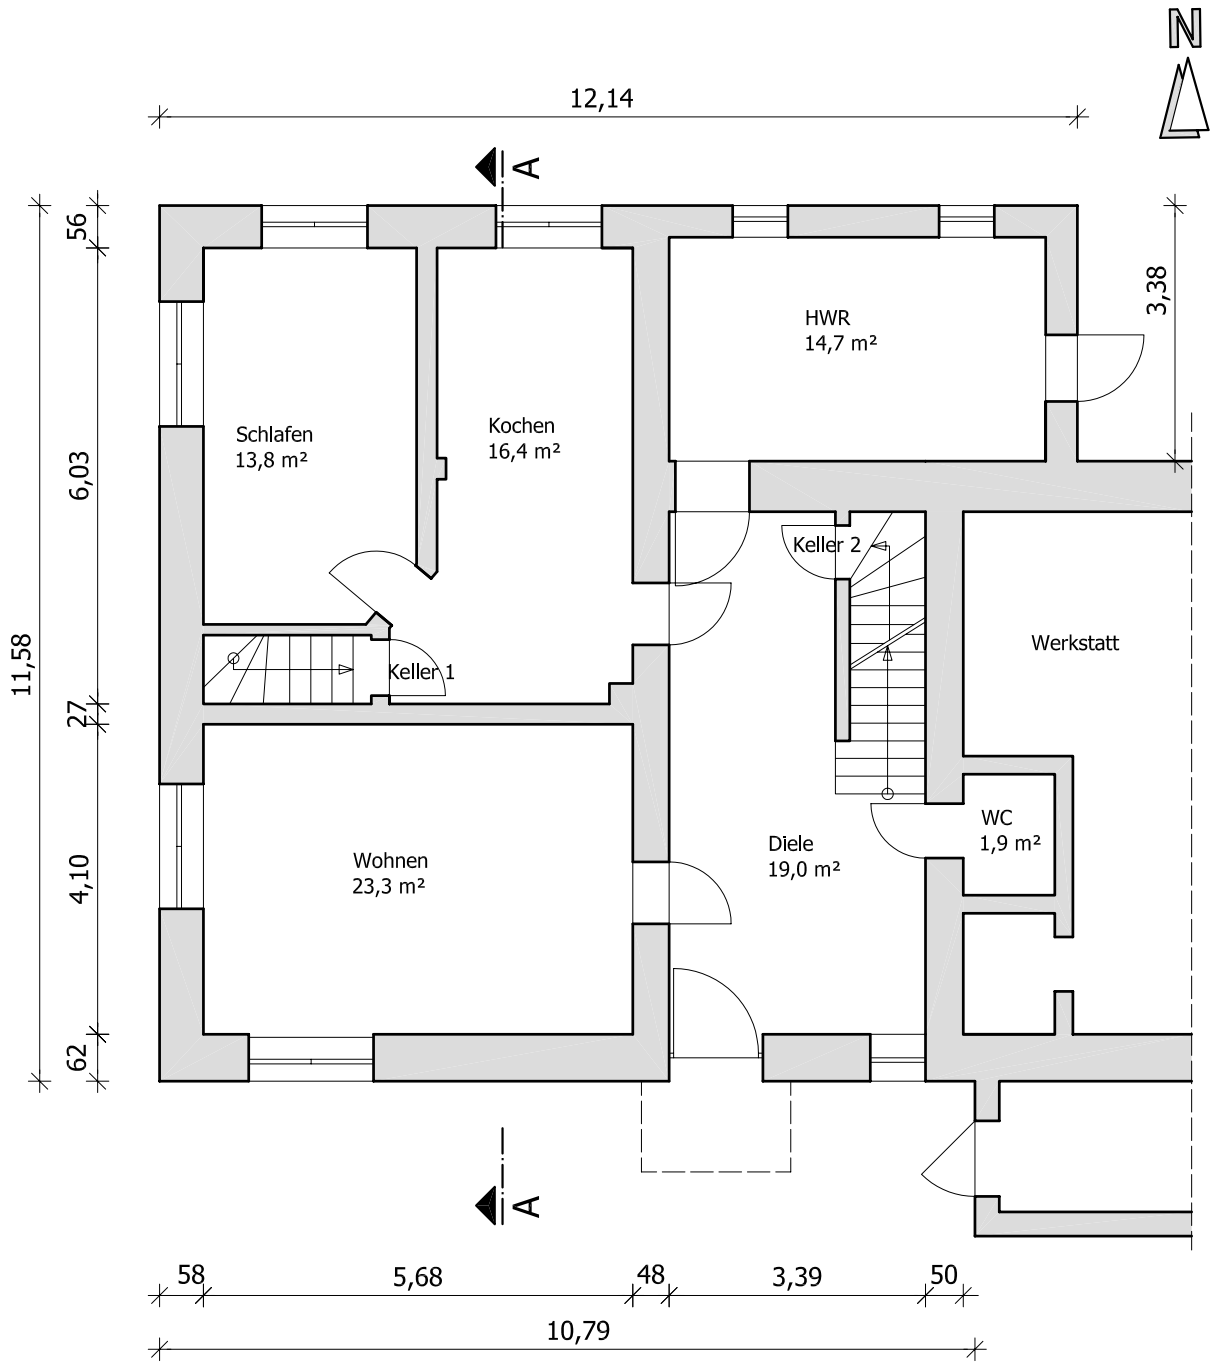 N
12,14
A
56
3,38
HWR
14,7 m²
Schlafen
13,8 m²
Kochen
16,4 m²
6,03
Keller 2
11,58
Werkstatt
Keller 1
27
WC
1,9 m²
Diele
19,0 m²
Wohnen
23,3 m²
4,10
62
A
58
5,68
48
3,39
50
10,79